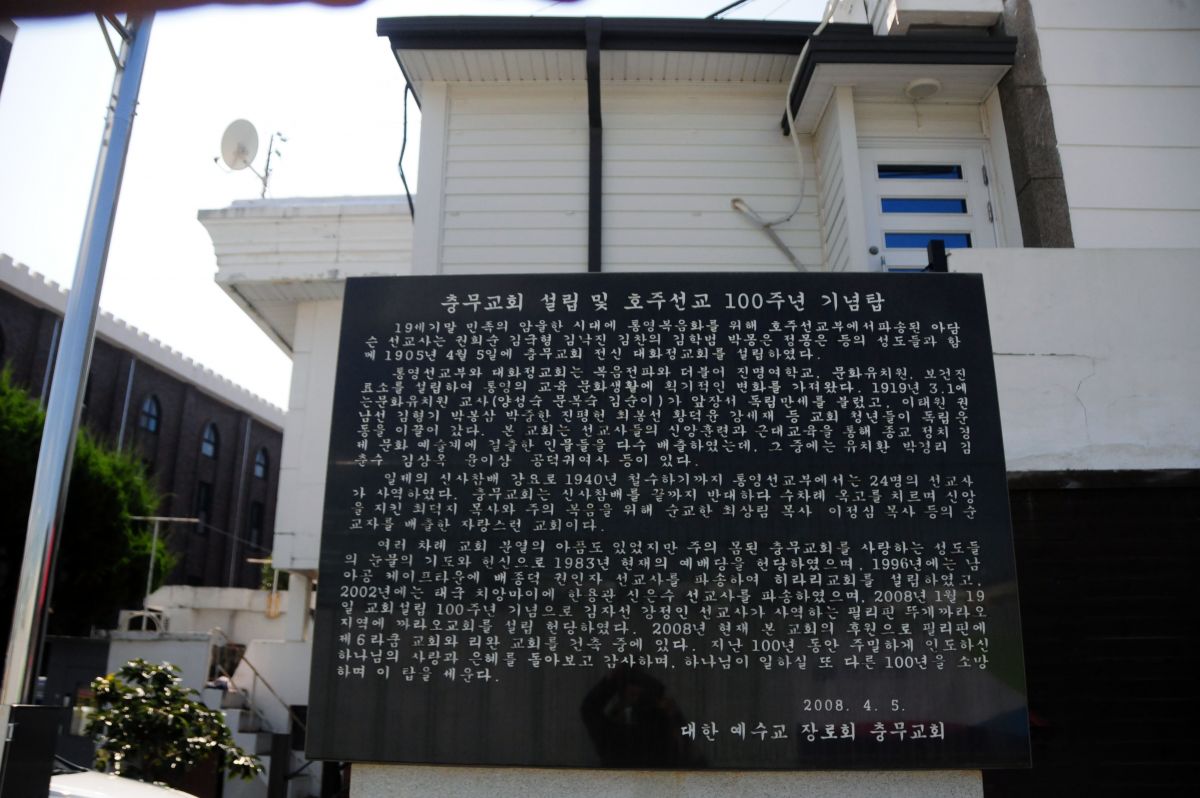 충무교회 설립 및 호주선교 100주년 기념탑
19세기말 민족의 암울한 시대에 통영복음화를 위해 호주선교부에서파송된 아담
슨 선교사는 권희순 김국형 김낙진 김찬의 김학범 박몽은 정몽은 등의 성도들과 함
께 1905년 4월 5일에 충무교회 전신 대화정교회를 설립하였다.
통영선교부와 대화정교회는 복음전파와 더불어 진명여학교, 문화유치원, 보건진
료소를 설립하여 통영의 교육 문화생활에 획기적인 변화를 가져왔다. 1919년 3.1에
는문화유치원 교사(양성숙 문복숙 김순이)가 앞장서 독립만세를 불렀고, 이태원 권
남선 김형기 박봉삼 박중한 진평헌 최봉선 황덕윤 강세제 등 교회 청년들이 독립운
동을 이끌어 갔다. 본 교회는 선교사들의 신앙훈련과 근대교육을 통해 종교 정치 경
제 문화 예술계에 걸출한 인물들을 다수 배출하였는데, 그 중에는 유치환 박경리 김
춘수 김상옥 윤이상 공덕귀여사 등이 있다.
일제의 신사참배 강요로 1940년 철수하기까지 통영선교부에서는 24명의 선교사
가 사역하였다. 충무교회는 신사참배를 끝까지 반대하다 수차례 옥고를 치르며 신앙
을 지킨 최덕지 목사와 주의 복음을 위해 순교한 최상림 목사 이정심 목사 등의 순
교자를 배출한 자랑스런 교회이다.
여러 차례 교회 분열의 아픔도 있었지만 주의 몸된 충무교회를 사랑하는 성도들
의 눈물의 기도와 헌신으로 1983년 현재의 예배당을 헌당하였으며, 1996년에는 남
아공 케이프타운에 배종덕 권인자 선교사를 파송하여 히라리교회를 설립하였고,
2002년에는 태국 치앙마이에 한용관 신은수 선교사를 파송하였으며, 2008년 1월 19
일 교회설립 100주년 기념으로 김자선 강정인 선교사가 사역하는 필리핀 뚜게까라오
지역에 까라오교회를 설립 헌당하였다. 2008년 현재 본 교회의 후원으로 필리핀에
제6라쿰 교회와 리완 교회를 건축 중에 있다. 지난 100년 동안 주밀하게 인도하신
하나님의 사랑과 은혜를 돌아보고 감사하며, 하나님이 일하실 또 다른 100년을 소망
하며 이 탑을 세운다.
2008. 4. 5.
대한 예수교 장로회 충무교회